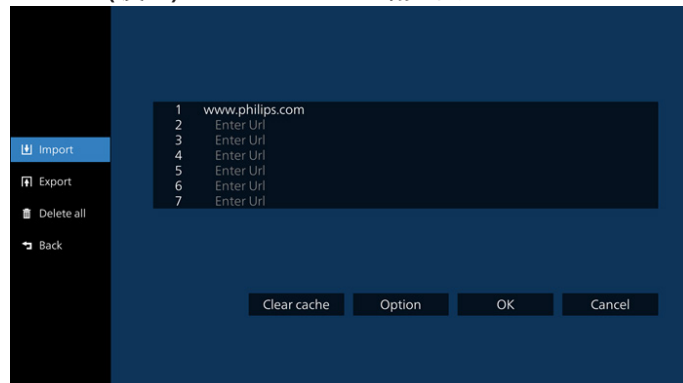 1 www.philips.com
2 Enter Url
3 Enter Url
4 Enter Url
5 Enter Url
6 Enter Url
7 Enter Url
Import
Export
Delete all
Back
Clear cache Option OK Cancel